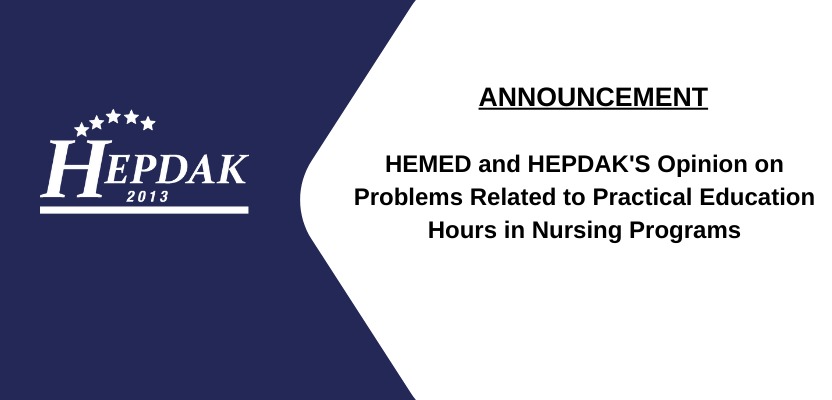 HEPDAK
2013
ANNOUNCEMENT
HEMED and HEPDAK'S Opinion on
Problems Related to Practical Education
Hours in Nursing Programs